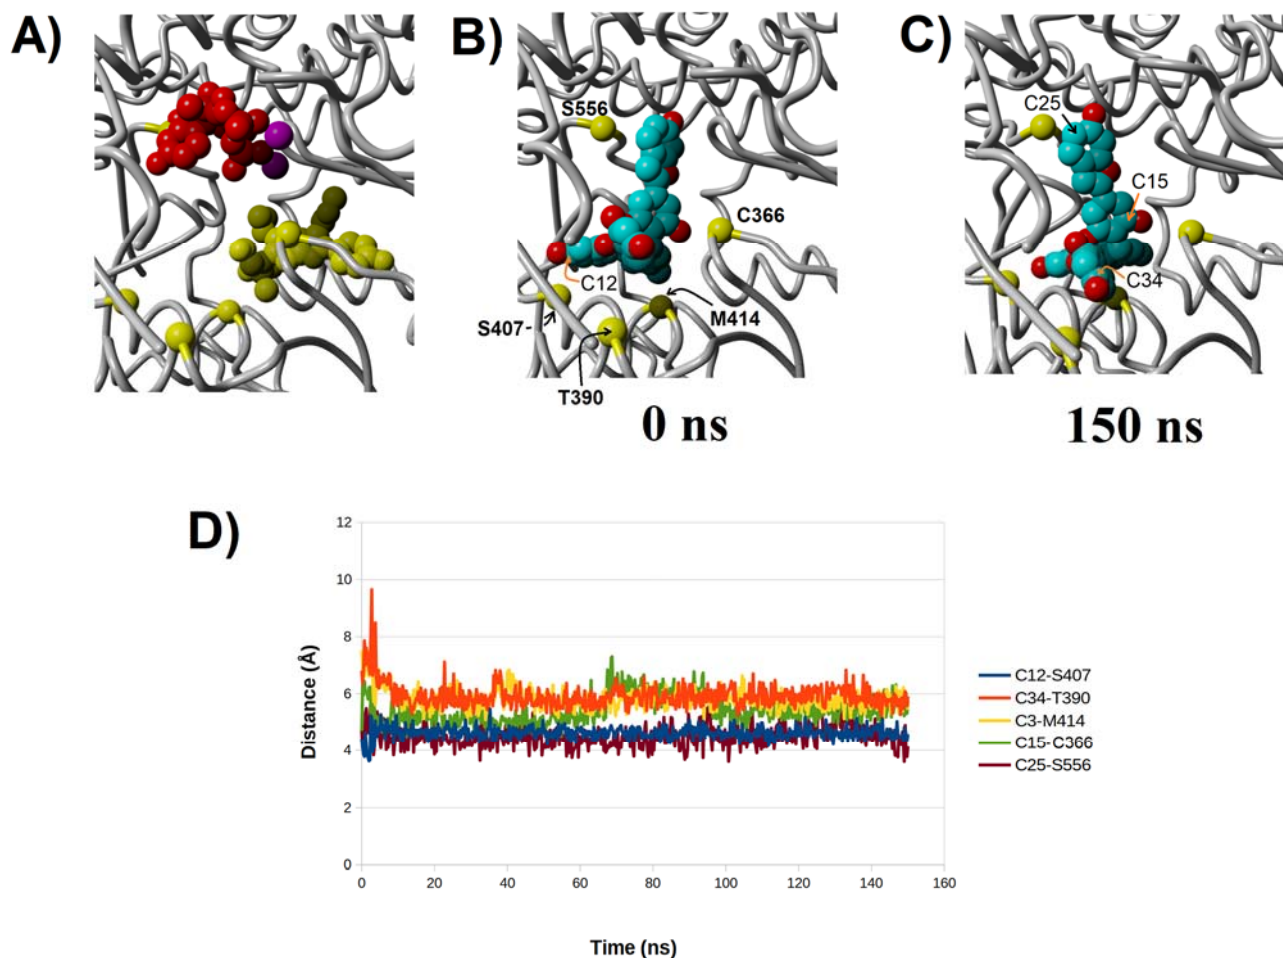 A)
B)
C)
S556
C366
C12
S407-
M414
T390
0 ns
C25
C15
C34
150 ns
D)
Distance (Å)
12
10
8
6
4
2
0
0 20 40 60 80 100 120 140 160
Time (ns)
C12-S407
C34-T390
C3-M414
C15-C366
C25-S556